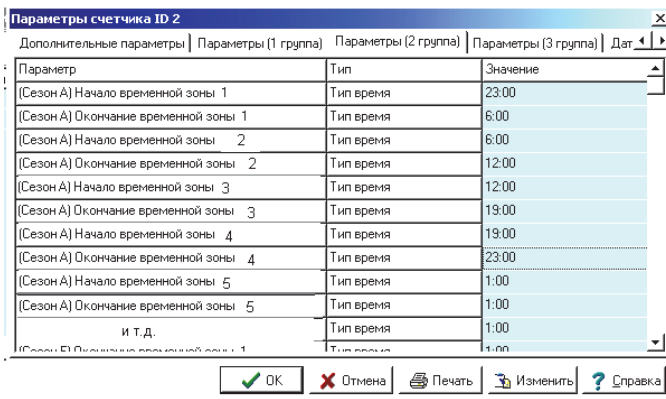 Параметры счетчика ID 2
Дополнительные параметры Параметры (1 группа) Параметры (2 группа) Параметры (3 группа) Дат
Параметр Тип Значение
(Сезон A) Начало временной зоны 1 Тип время 23:00
(Сезон A) Окончание временной зоны 1 Тип время 6:00
(Сезон A) Начало временной зоны 2 Тип время 6:00
(Сезон A) Окончание временной зоны 2 Тип время 12:00
(Сезон A) Начало временной зоны 3 Тип время 12:00
(Сезон A) Окончание временной зоны 3 Тип время 19:00
(Сезон A) Начало временной зоны 4 Тип время 19:00
(Сезон A) Окончание временной зоны 4 Тип время 23:00
(Сезон A) Начало временной зоны 5 Тип время 1:00
(Сезон A) Окончание временной зоны 5 Тип время 1:00
и т.д. Тип время 1:00
Тип время 1:00
OK Отмена Печать Изменить Справка